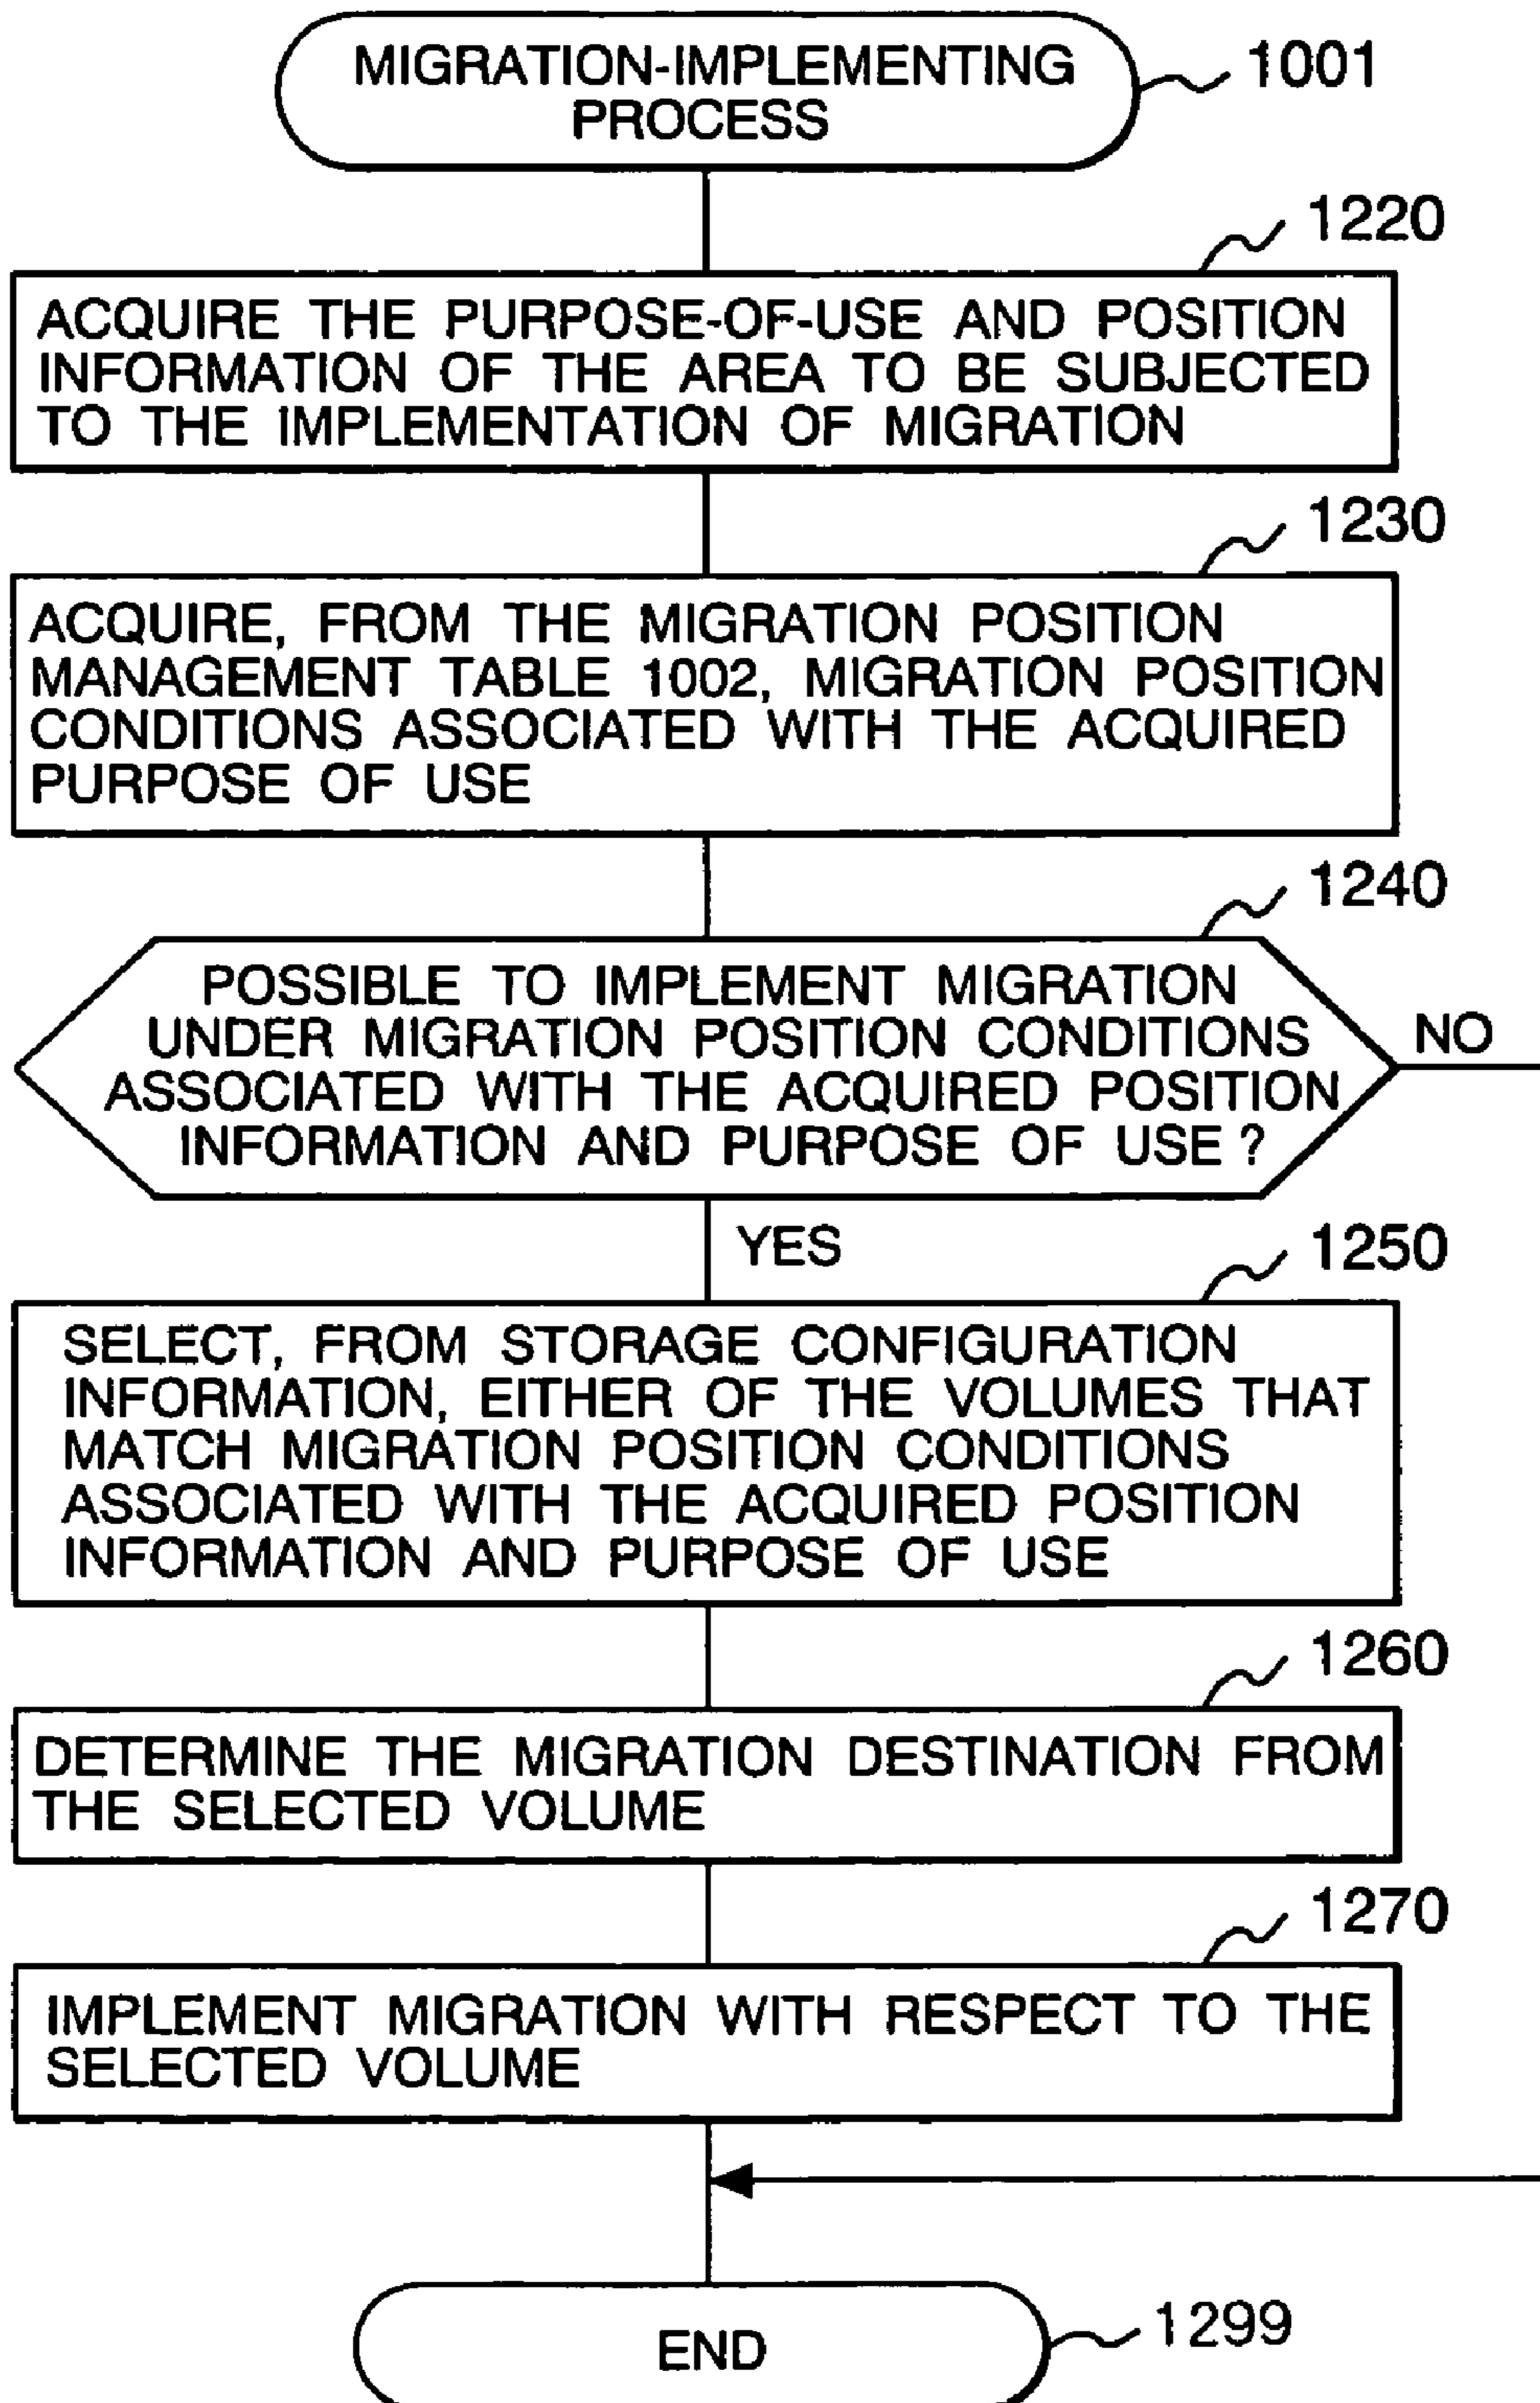 MIGRATION-IMPLEMENTING
PROCESS
1001
1220
ACQUIRE THE PURPOSE-OF-USE AND POSITION
INFORMATION OF THE AREA TO BE SUBJECTED
TO THE IMPLEMENTATION OF MIGRATION
1230
ACQUIRE, FROM THE MIGRATION POSITION
MANAGEMENT TABLE 1002, MIGRATION POSITION
CONDITIONS ASSOCIATED WITH THE ACQUIRED
PURPOSE OF USE
1240
POSSIBLE TO IMPLEMENT MIGRATION
UNDER MIGRATION POSITION CONDITIONS
ASSOCIATED WITH THE ACQUIRED POSITION
INFORMATION AND PURPOSE OF USE ?
NO
YES
1250
SELECT, FROM STORAGE CONFIGURATION
INFORMATION, EITHER OF THE VOLUMES THAT
MATCH MIGRATION POSITION CONDITIONS
ASSOCIATED WITH THE ACQUIRED POSITION
INFORMATION AND PURPOSE OF USE
1260
DETERMINE THE MIGRATION DESTINATION FROM
THE SELECTED VOLUME
1270
IMPLEMENT MIGRATION WITH RESPECT TO THE
SELECTED VOLUME
END
1299